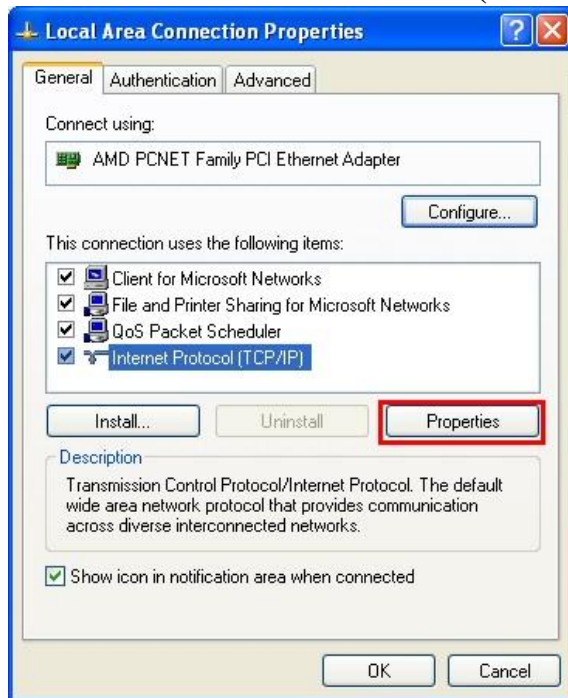 (
Local Area Connection Properties
General Authentication Advanced
Connect using:
AMD PCNET Family PCI Ethernet Adapter
Configure...
This connection uses the following items:
Client for Microsoft Networks
File and Printer Sharing for Microsoft Networks
QoS Packet Scheduler
Internet Protocol (TCP/IP)
Install... Uninstall Properties
Description
Transmission Control Protocol/Internet Protocol. The default
wide area network protocol that provides communication
across diverse interconnected networks.
Show icon in notification area when connected
OK Cancel